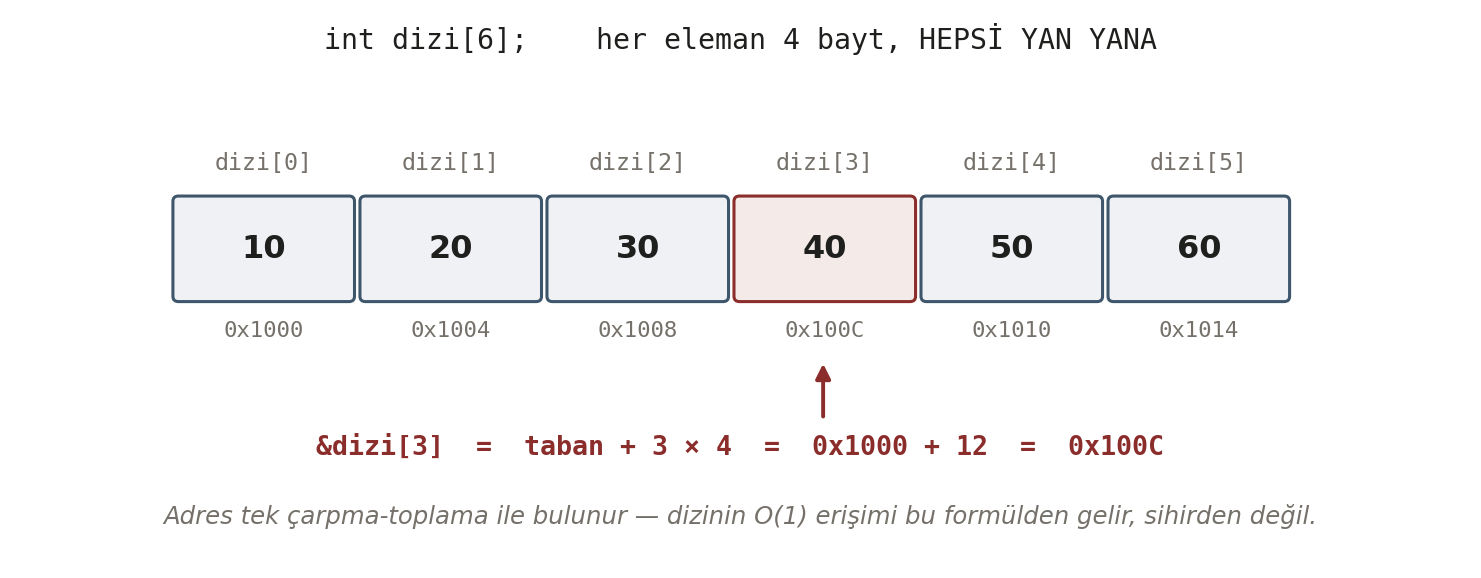 int dizi[6];    her eleman 4 bayt, HEPSİ YAN YANA
dizi[0] dizi[1] dizi[2] dizi[3] dizi[4] dizi[5]
10 20 30 40 50 60
0x1000 0x1004 0x1008 0x100C 0x1010 0x1014
&dizi[3]  =  taban + 3 × 4  =  0x1000 + 12  =  0x100C
Adres tek çarpma-toplama ile bulunur — dizinin O(1) erişimi bu formülden gelir, sihirden değil.